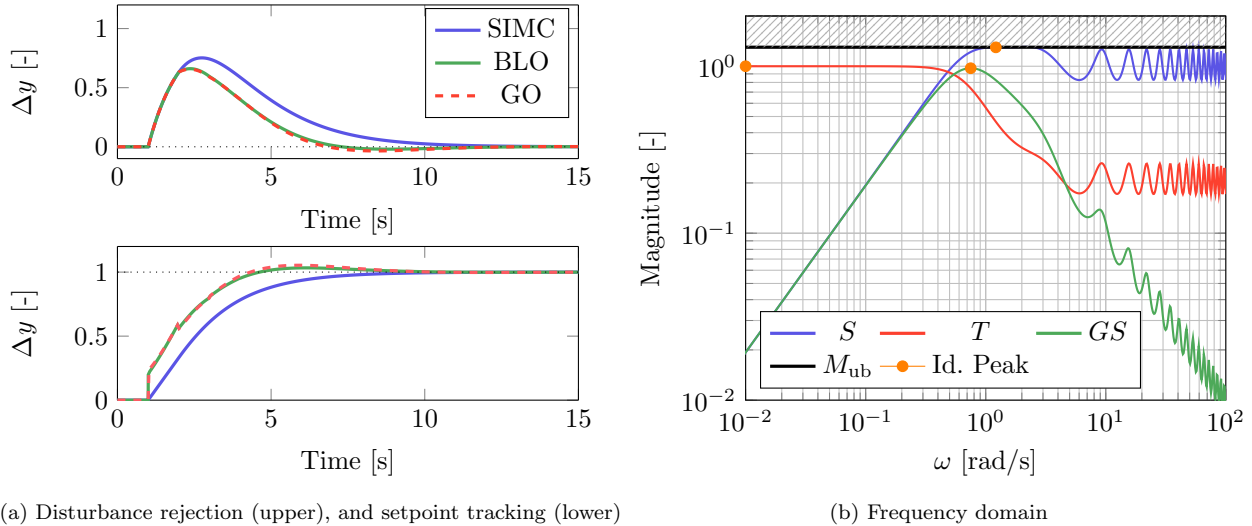 1
0.5
0
Δy [-]
SIMC
BLO
GO
0 5 10 15
Time [s]
1
0.5
0
Δy [-]
0 5 10 15
Time [s]
(a) Disturbance rejection (upper), and setpoint tracking (lower)
10^0
10^−1
10^−2
Magnitude [-]
S T GS
M_ub Id. Peak
10^−2 10^−1 10^0 10^1 10^2
ω [rad/s]
(b) Frequency domain